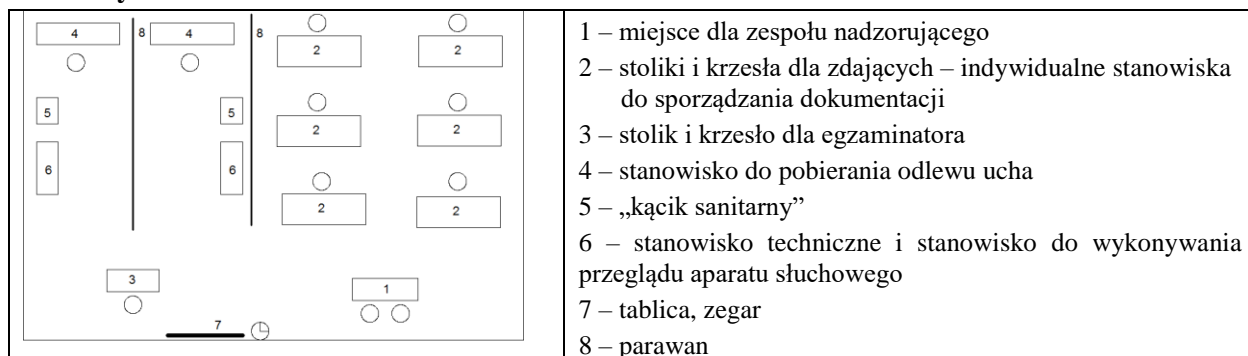 4
8
4
8
2
2
5
5
2
2
6
6
2
2
3
1
7
1 – miejsce dla zespołu nadzorującego
2 – stoliki i krzesła dla zdających – indywidualne stanowiska
do sporządzania dokumentacji
3 – stolik i krzesło dla egzaminatora
4 – stanowisko do pobierania odlewu ucha
5 – „kącik sanitarny”
6 – stanowisko techniczne i stanowisko do wykonywania
przeglądu aparatu słuchowego
7 – tablica, zegar
8 – parawan